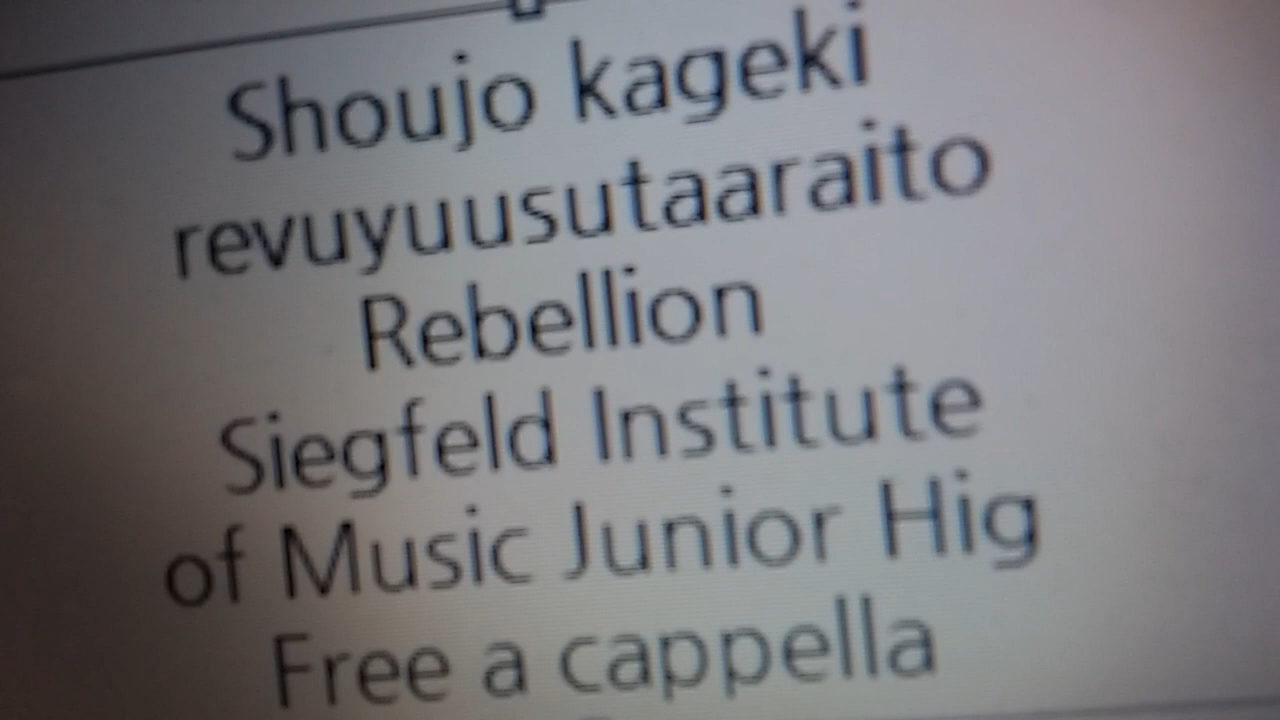 Shoujo kageki
revuyuusutaaraito
Rebellion
Siegfeld Institute
of Music Junior Hig
Free a cappella